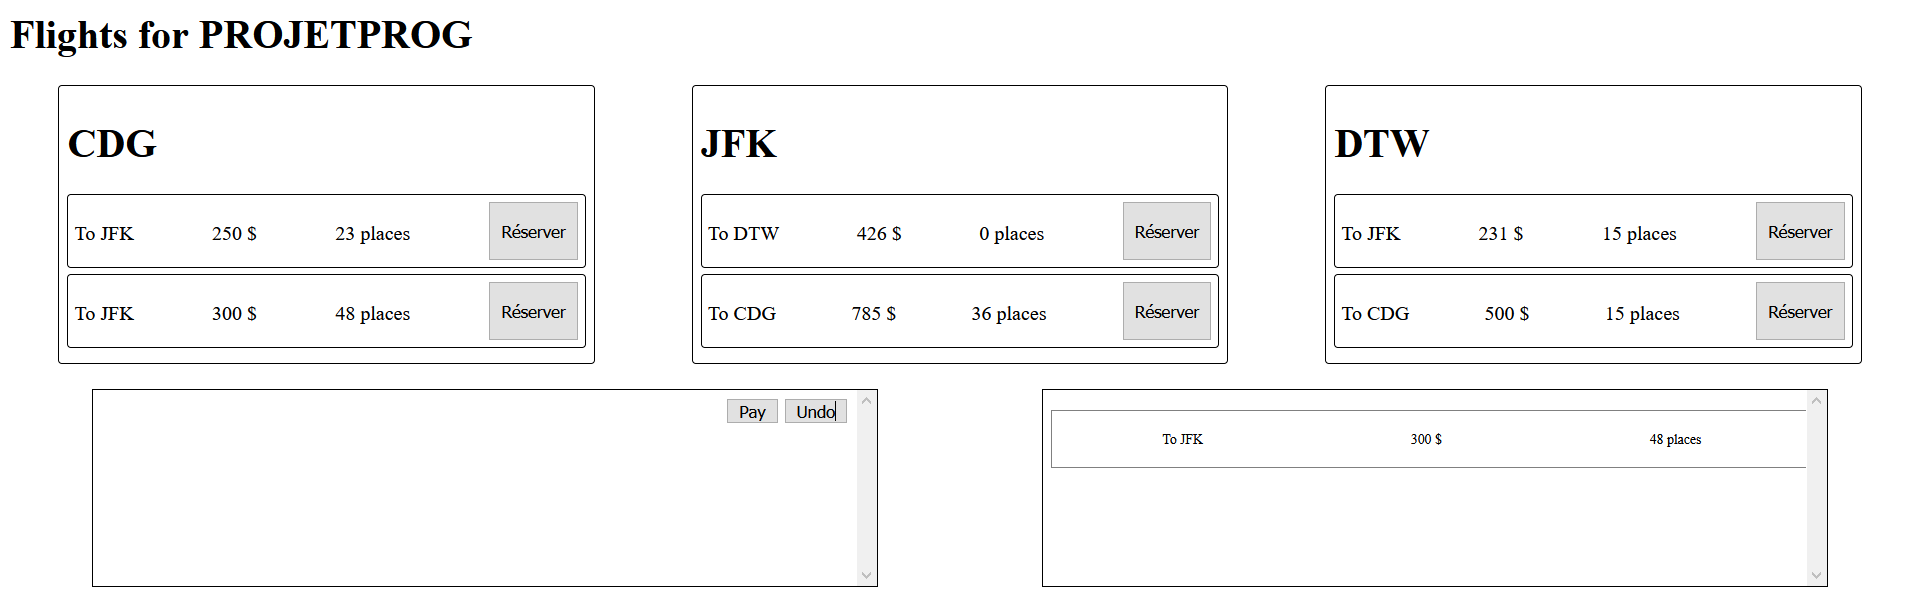 Flights for PROJETPROG
CDG
To JFK 250 $ 23 places Réserver
To JFK 300 $ 48 places Réserver
JFK
To DTW 426 $ 0 places Réserver
To CDG 785 $ 36 places Réserver
DTW
To JFK 231 $ 15 places Réserver
To CDG 500 $ 15 places Réserver
Pay Undo
To JFK 300 $ 48 places